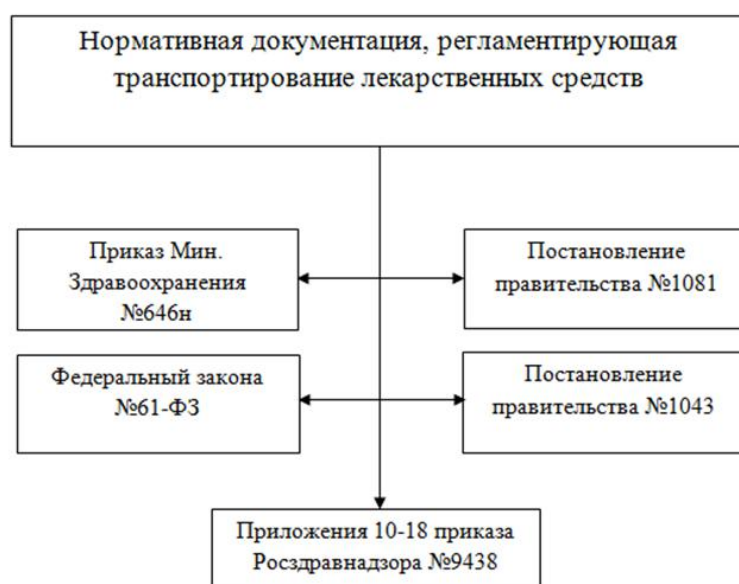 Нормативная документация, регламентирующая
транспортирование лекарственных средств
Приказ Мин.
Здравоохранения
№646н
Постановление
правительства №1081
Федеральный закона
№61-ФЗ
Постановление
правительства №1043
Приложения 10-18 приказа
Росздравнадзора №9438